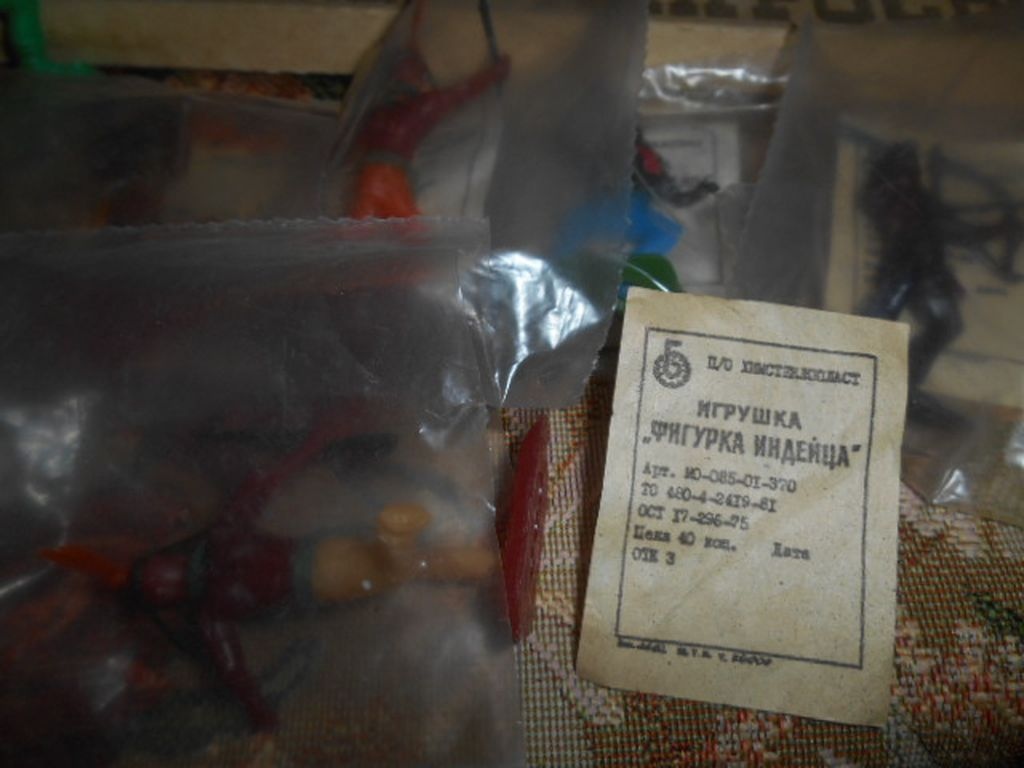 П/О ХИМСТЕКЛОПЛАСТ
ИГРУШКА
„ФИГУРКА ИНДЕЙЦА"
Арт. МО-085-01-370
ТО 480-4-2419-81
ОСТ 17-296-75
Цена 40 коп. Дата
ОТК 3